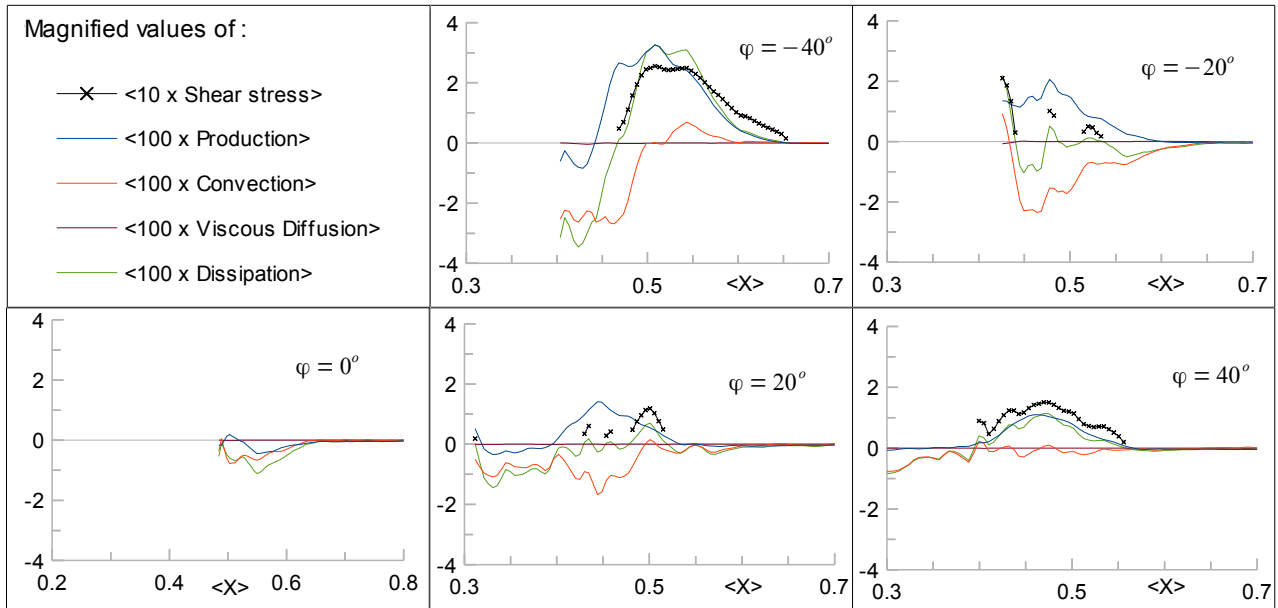 Magnified values of :
<10 x Shear stress>
<100 x Production>
<100 x Convection>
<100 x Viscous Diffusion>
<100 x Dissipation>
4
2
0
-2
-4
φ = −40°
0.3
0.5
<X>
0.7
4
2
0
-2
-4
φ = −20°
0.3
0.5
<X>
0.7
4
2
0
-2
-4
φ = 0°
0.2
0.4
<X>
0.6
0.8
4
2
0
-2
-4
φ = 20°
0.3
0.5
<X>
0.7
4
2
0
-2
-4
φ = 40°
0.3
0.5
<X>
0.7